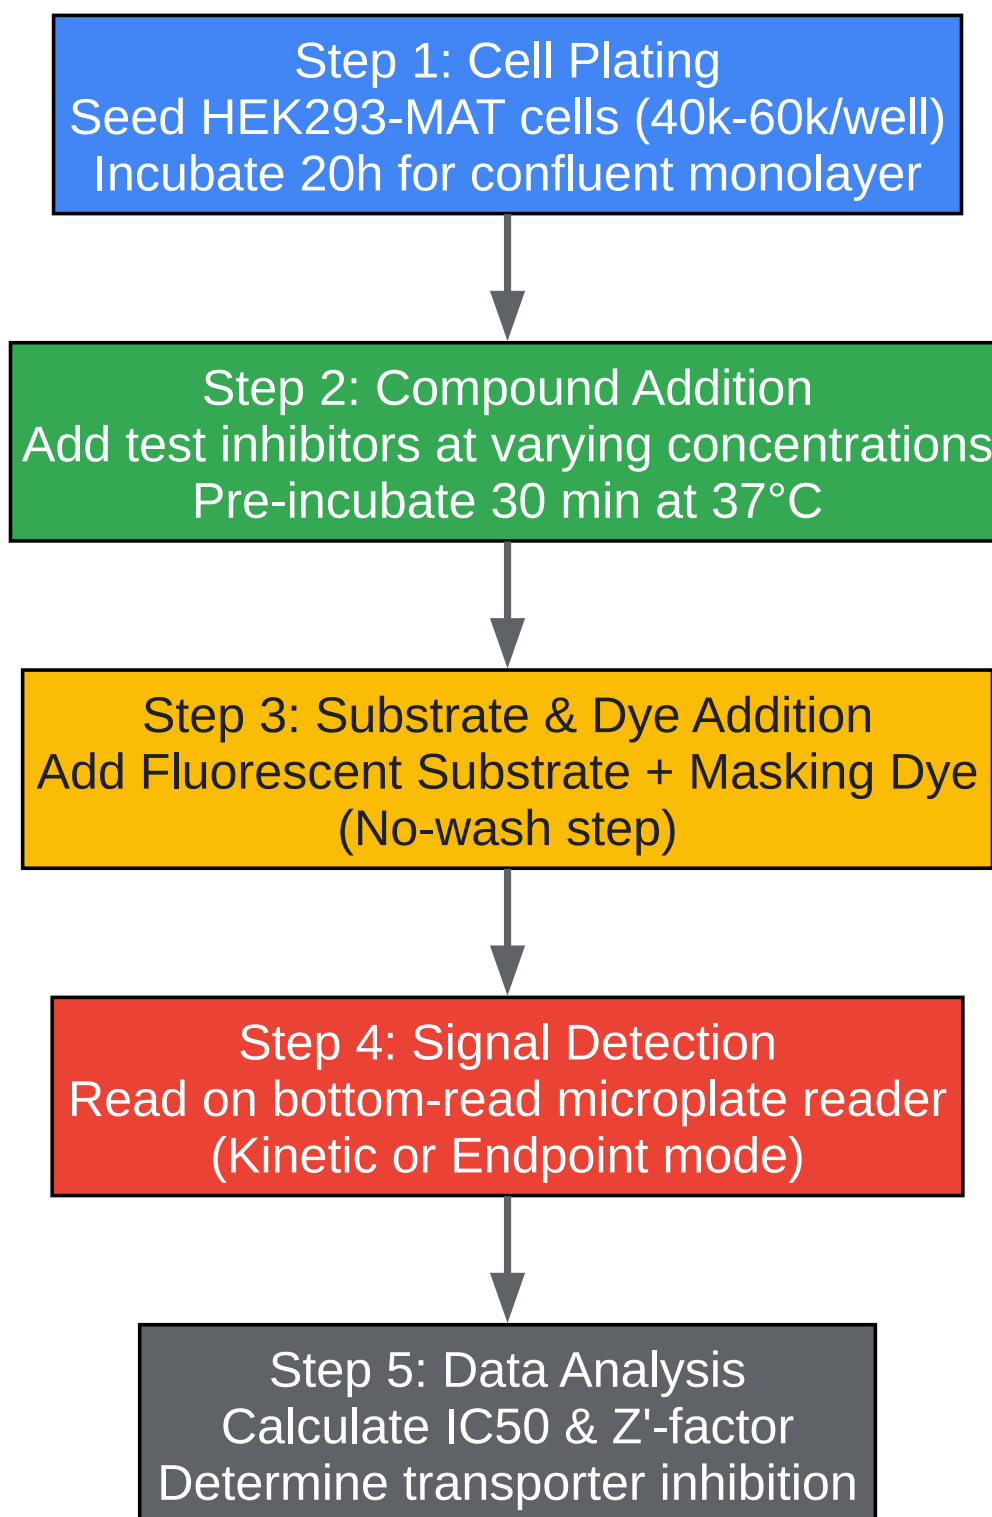 Step 1: Cell Plating
Seed HEK293-MAT cells (40k-60k/well)
Incubate 20h for confluent monolayer
Step 2: Compound Addition
Add test inhibitors at varying concentrations
Pre-incubate 30 min at 37°C
Step 3: Substrate & Dye Addition
Add Fluorescent Substrate + Masking Dye
(No-wash step)
Step 4: Signal Detection
Read on bottom-read microplate reader
(Kinetic or Endpoint mode)
Step 5: Data Analysis
Calculate IC50 & Z'-factor
Determine transporter inhibition